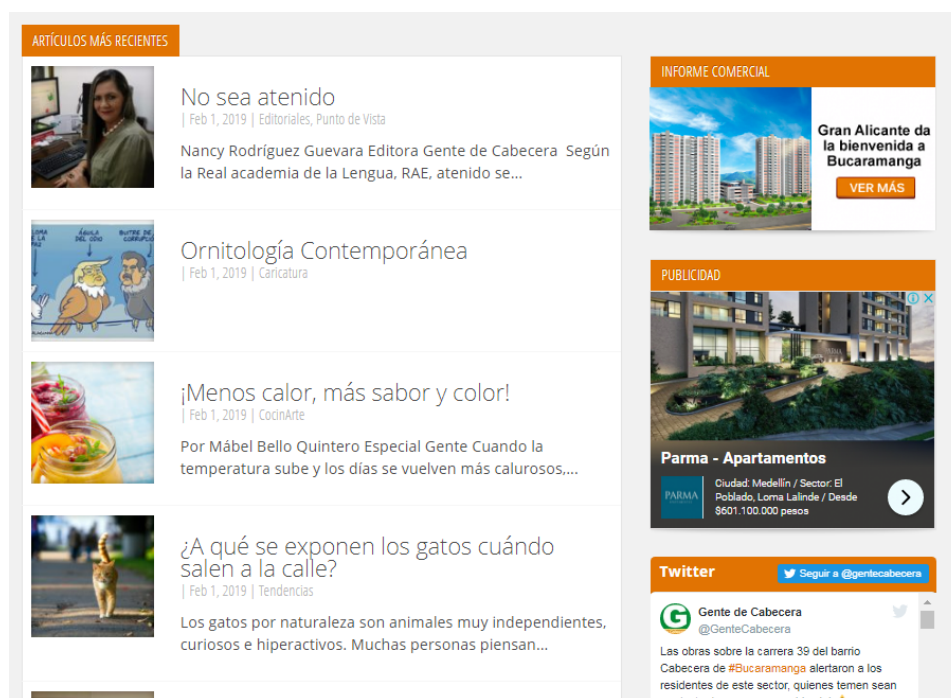 ARTÍCULOS MÁS RECIENTES
No sea atenido
| Feb 1, 2019 | Editoriales, Punto de Vista
Nancy Rodríguez Guevara Editora Gente de Cabecera Según
la Real academia de la Lengua, RAE, atenido se...
ÁGUILA
DEL ODIO
BUITRE DE
Ornitología Contemporánea
| Feb 1, 2019 | Caricatura
¡Menos calor, más sabor y color!
| Feb 1, 2019 | CocinArte
Por Mábel Bello Quintero Especial Gente Cuando la
temperatura sube y los días se vuelven más calurosos,...
¿A qué se exponen los gatos cuándo
salen a la calle?
| Feb 1, 2019 | Tendencias
Los gatos por naturaleza son animales muy independientes,
curiosos e hiperactivos. Muchas personas piensan...
INFORME COMERCIAL
Gran Alicante da
la bienvenida a
Bucaramanga
VER MÁS
PUBLICIDAD
Parma - Apartamentos
PARMA
Ciudad: Medellín / Sector: El
Poblado, Loma Lalinde / Desde
$601.100.000 pesos
Twitter
Seguir a @gentecabecera
Gente de Cabecera
@GenteCabecera
Las obras sobre la carrera 39 del barrio
Cabecera de #Bucaramanga alertaron a los
residentes de este sector, quienes temen sean